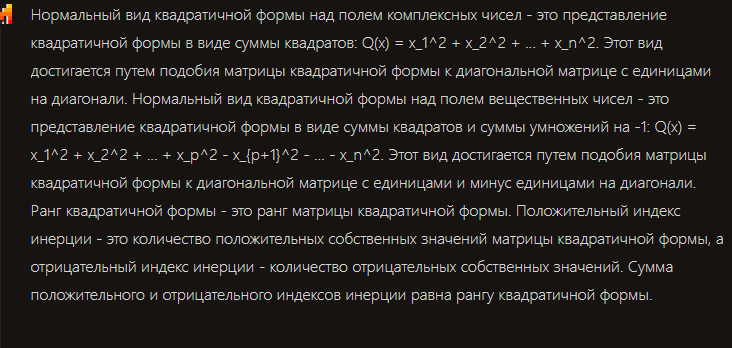 Нормальный вид квадратичной формы над полем комплексных чисел - это представление
квадратичной формы в виде суммы квадратов: Q(x) = x_1^2 + x_2^2 + ... + x_n^2. Этот вид
достигается путем подобия матрицы квадратичной формы к диагональной матрице с единицами
на диагонали. Нормальный вид квадратичной формы над полем вещественных чисел - это
представление квадратичной формы в виде суммы квадратов и суммы умножений на -1: Q(x) =
x_1^2 + x_2^2 + ... + x_p^2 - x_{p+1}^2 - ... - x_n^2. Этот вид достигается путем подобия матрицы
квадратичной формы к диагональной матрице с единицами и минус единицами на диагонали.
Ранг квадратичной формы - это ранг матрицы квадратичной формы. Положительный индекс
инерции - это количество положительных собственных значений матрицы квадратичной формы, а
отрицательный индекс инерции - количество отрицательных собственных значений. Сумма
положительного и отрицательного индексов инерции равна рангу квадратичной формы.